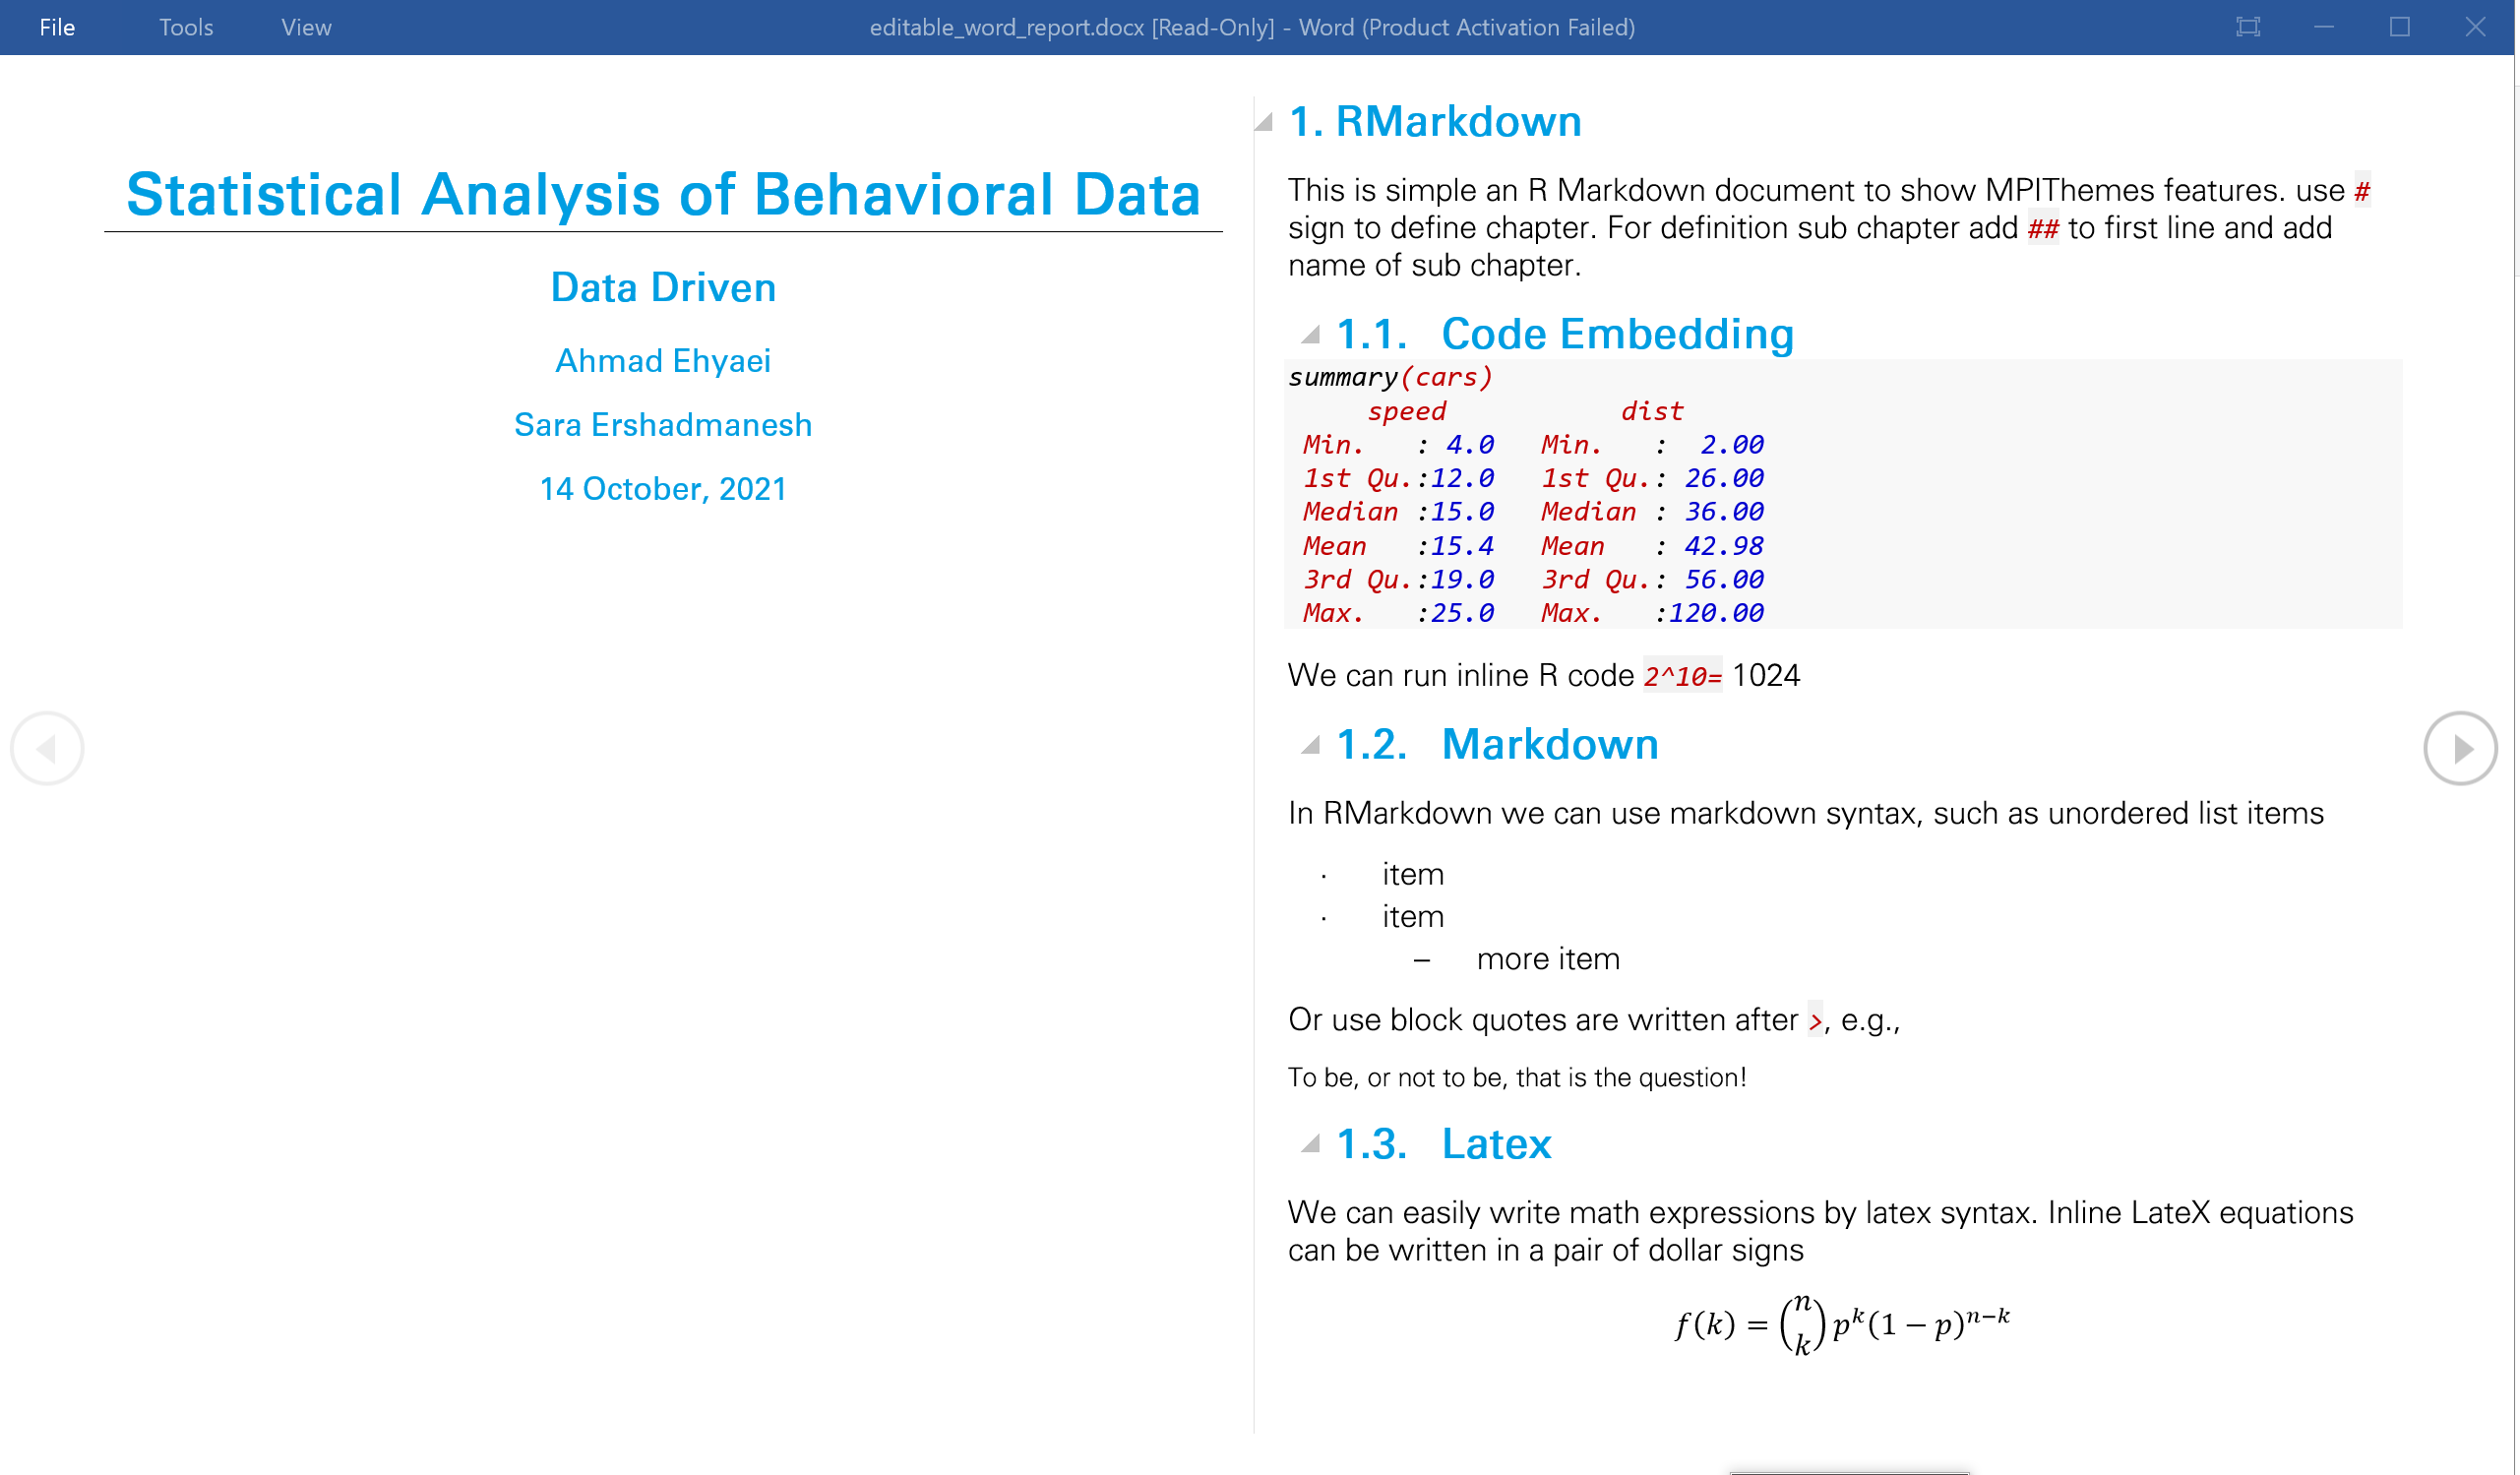 File Tools View editable_word_report.docx [Read-Only] - Word (Product Activation Failed)
Statistical Analysis of Behavioral Data
Data Driven
Ahmad Ehyaei
Sara Ershadmanesh
14 October, 2021
1. RMarkdown
This is simple an R Markdown document to show MPIThemes features. use #
sign to define chapter. For definition sub chapter add ## to first line and add
name of sub chapter.
1.1. Code Embedding
summary(cars)
     speed           dist
 Min.   : 4.0   Min.   :  2.00
 1st Qu.:12.0   1st Qu.: 26.00
 Median :15.0   Median : 36.00
 Mean   :15.4   Mean   : 42.98
 3rd Qu.:19.0   3rd Qu.: 56.00
 Max.   :25.0   Max.   :120.00
We can run inline R code 2^10= 1024
1.2. Markdown
In RMarkdown we can use markdown syntax, such as unordered list items
· item
· item
– more item
Or use block quotes are written after >, e.g.,
To be, or not to be, that is the question!
1.3. Latex
We can easily write math expressions by latex syntax. Inline LateX equations
can be written in a pair of dollar signs
$f(k) = \binom{n}{k} p^k (1 - p)^{n-k}$